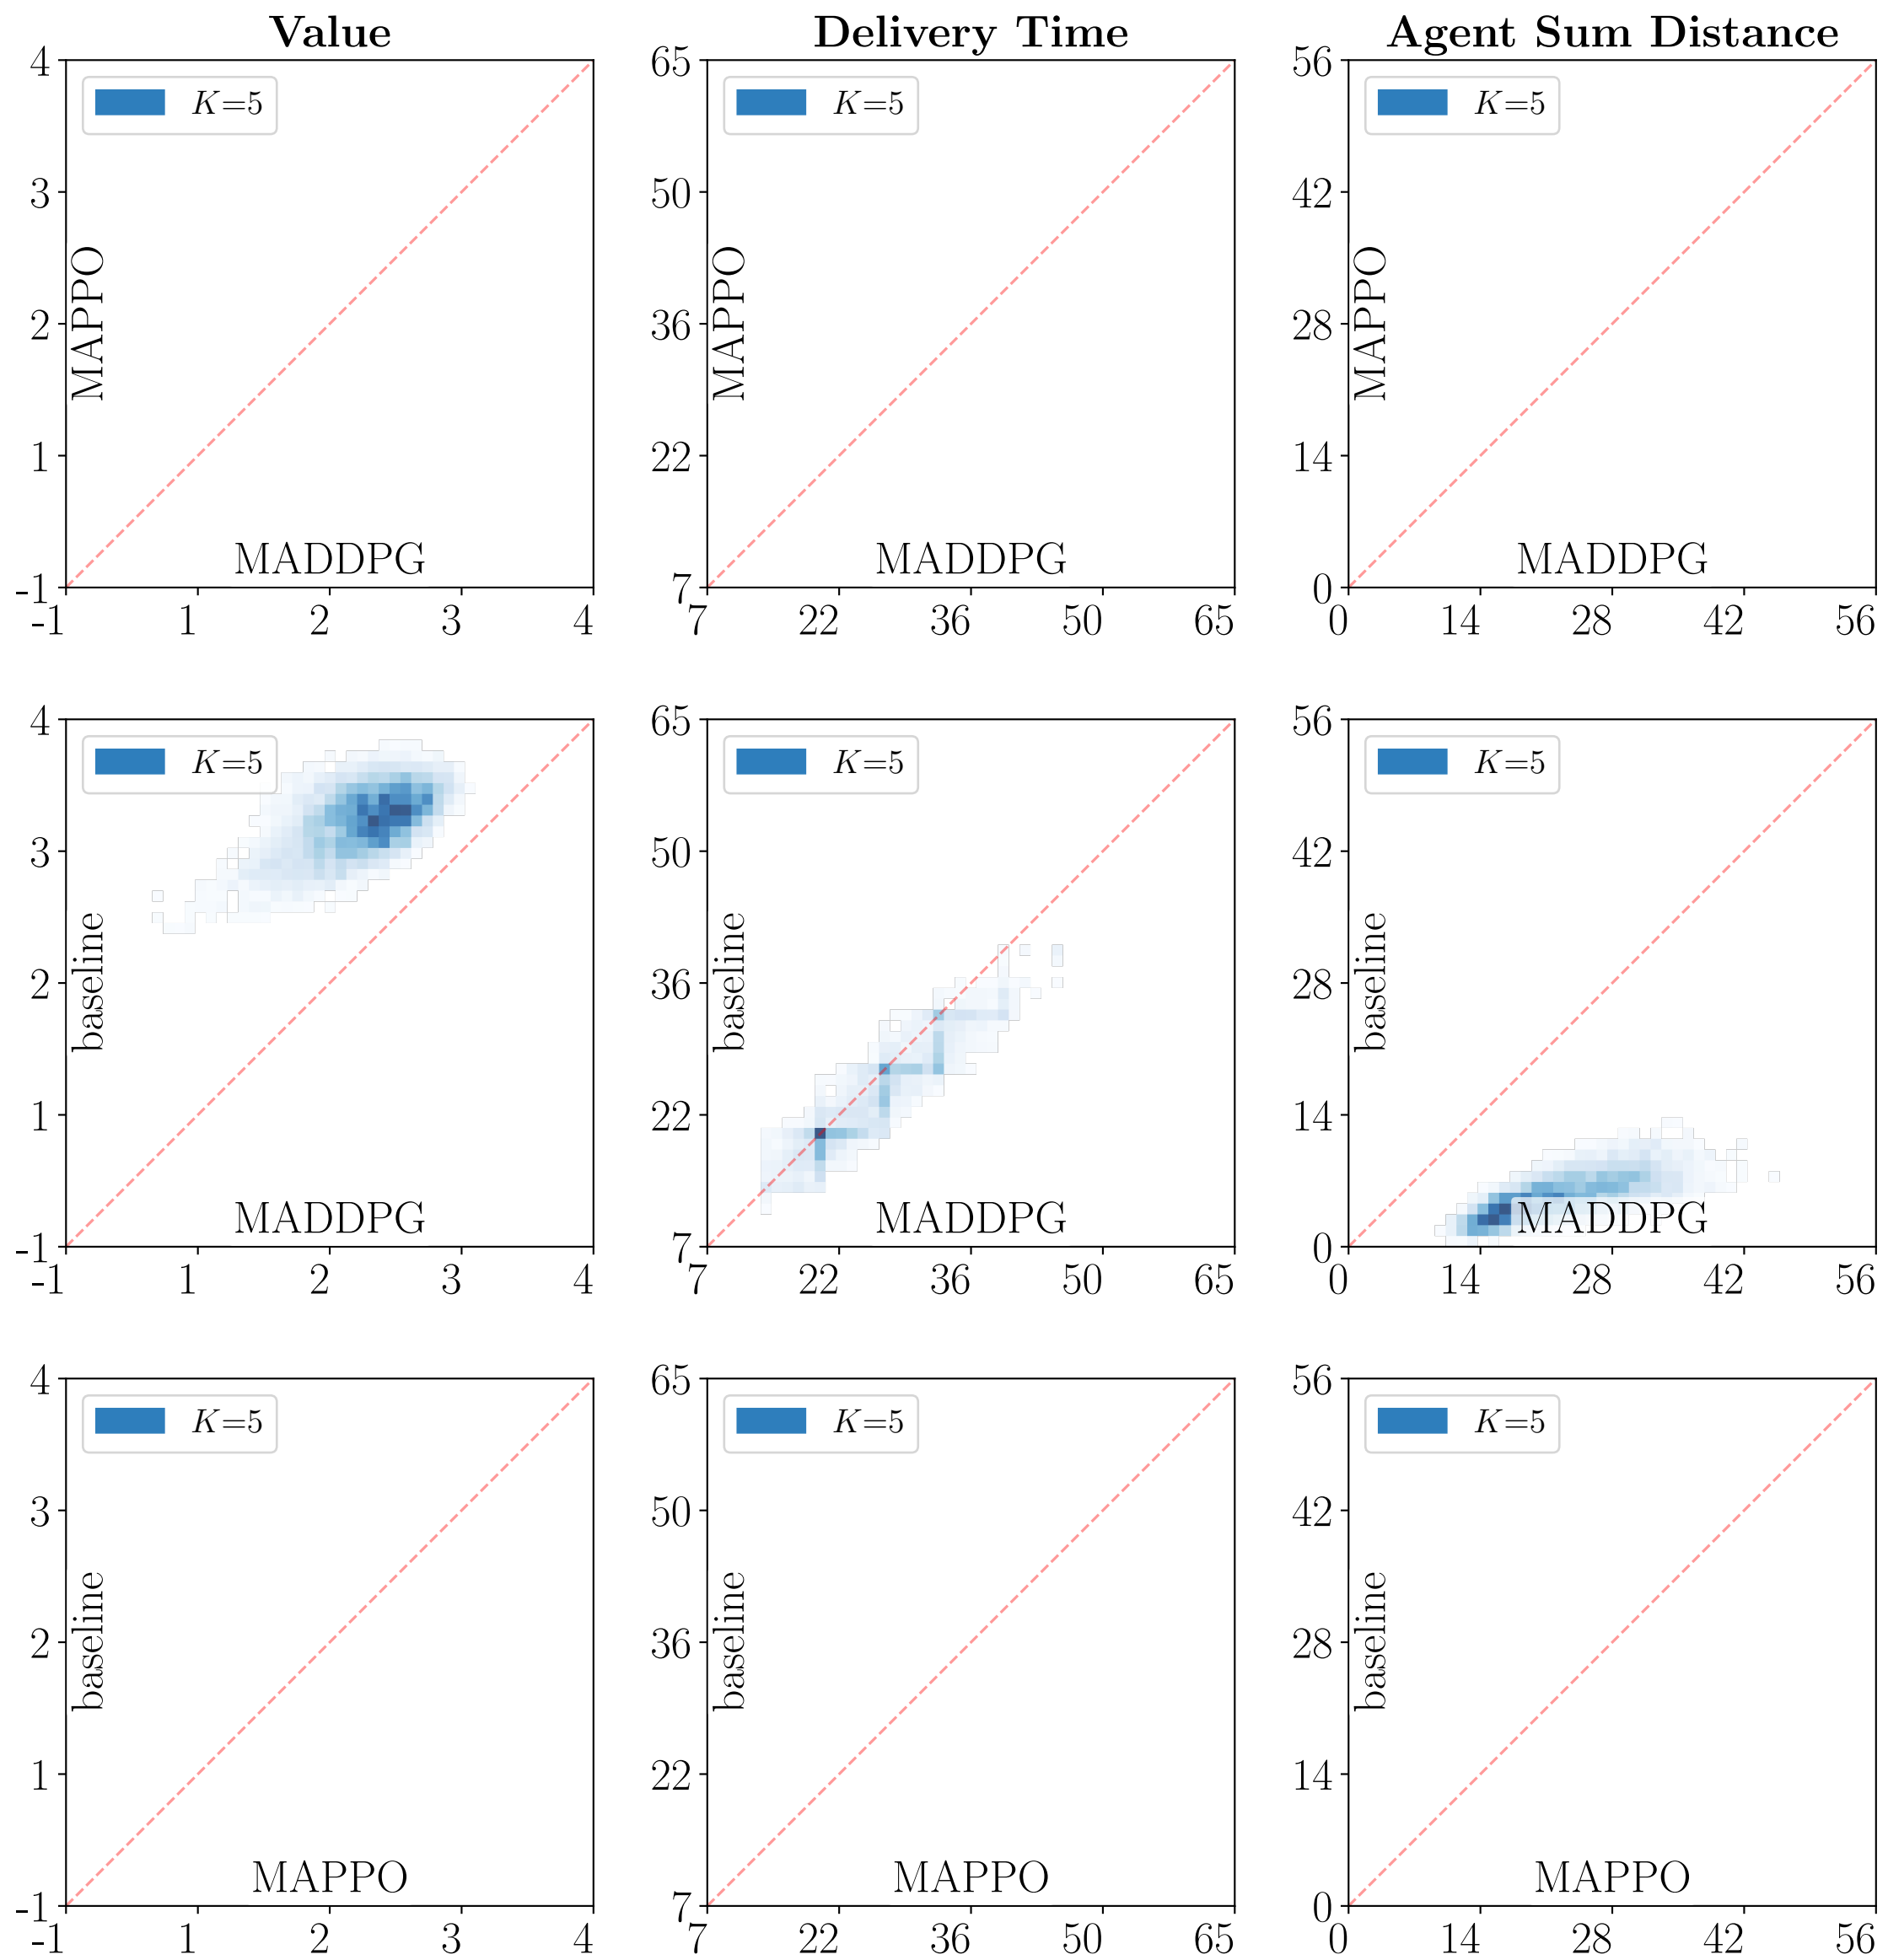 Value
Delivery Time
Agent Sum Distance
4
3
2
1
-1
K=5
MAPPO
MADDPG
-1 1 2 3 4
65
50
36
22
7
K=5
MAPPO
MADDPG
7 22 36 50 65
56
42
28
14
0
K=5
MAPPO
MADDPG
0 14 28 42 56
4
3
2
1
-1
K=5
baseline
MADDPG
-1 1 2 3 4
65
50
36
22
7
K=5
baseline
MADDPG
7 22 36 50 65
56
42
28
14
0
K=5
baseline
MADDPG
0 14 28 42 56
4
3
2
1
-1
K=5
baseline
MAPPO
-1 1 2 3 4
65
50
36
22
7
K=5
baseline
MAPPO
7 22 36 50 65
56
42
28
14
0
K=5
baseline
MAPPO
0 14 28 42 56